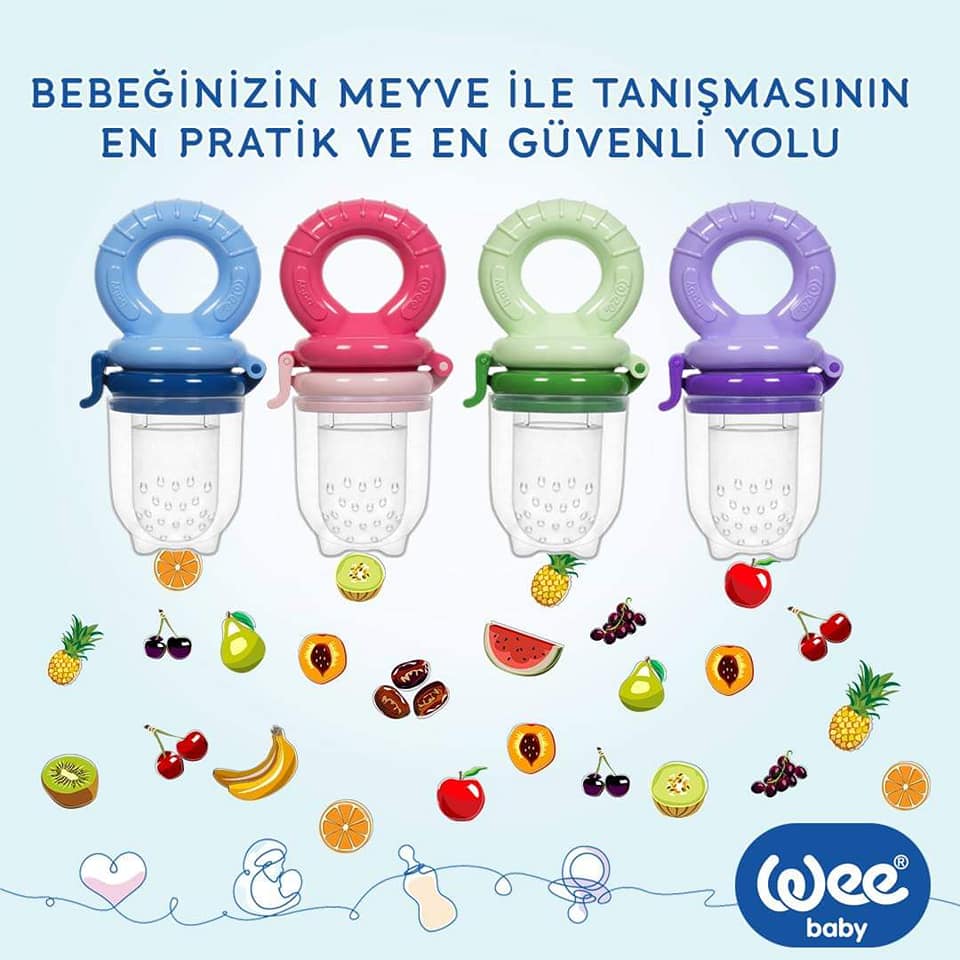 BEBEĞİNİZİN MEYVE İLE TANIŞMASININ
EN PRATİK VE EN GÜVENLİ YOLU
wee®
baby